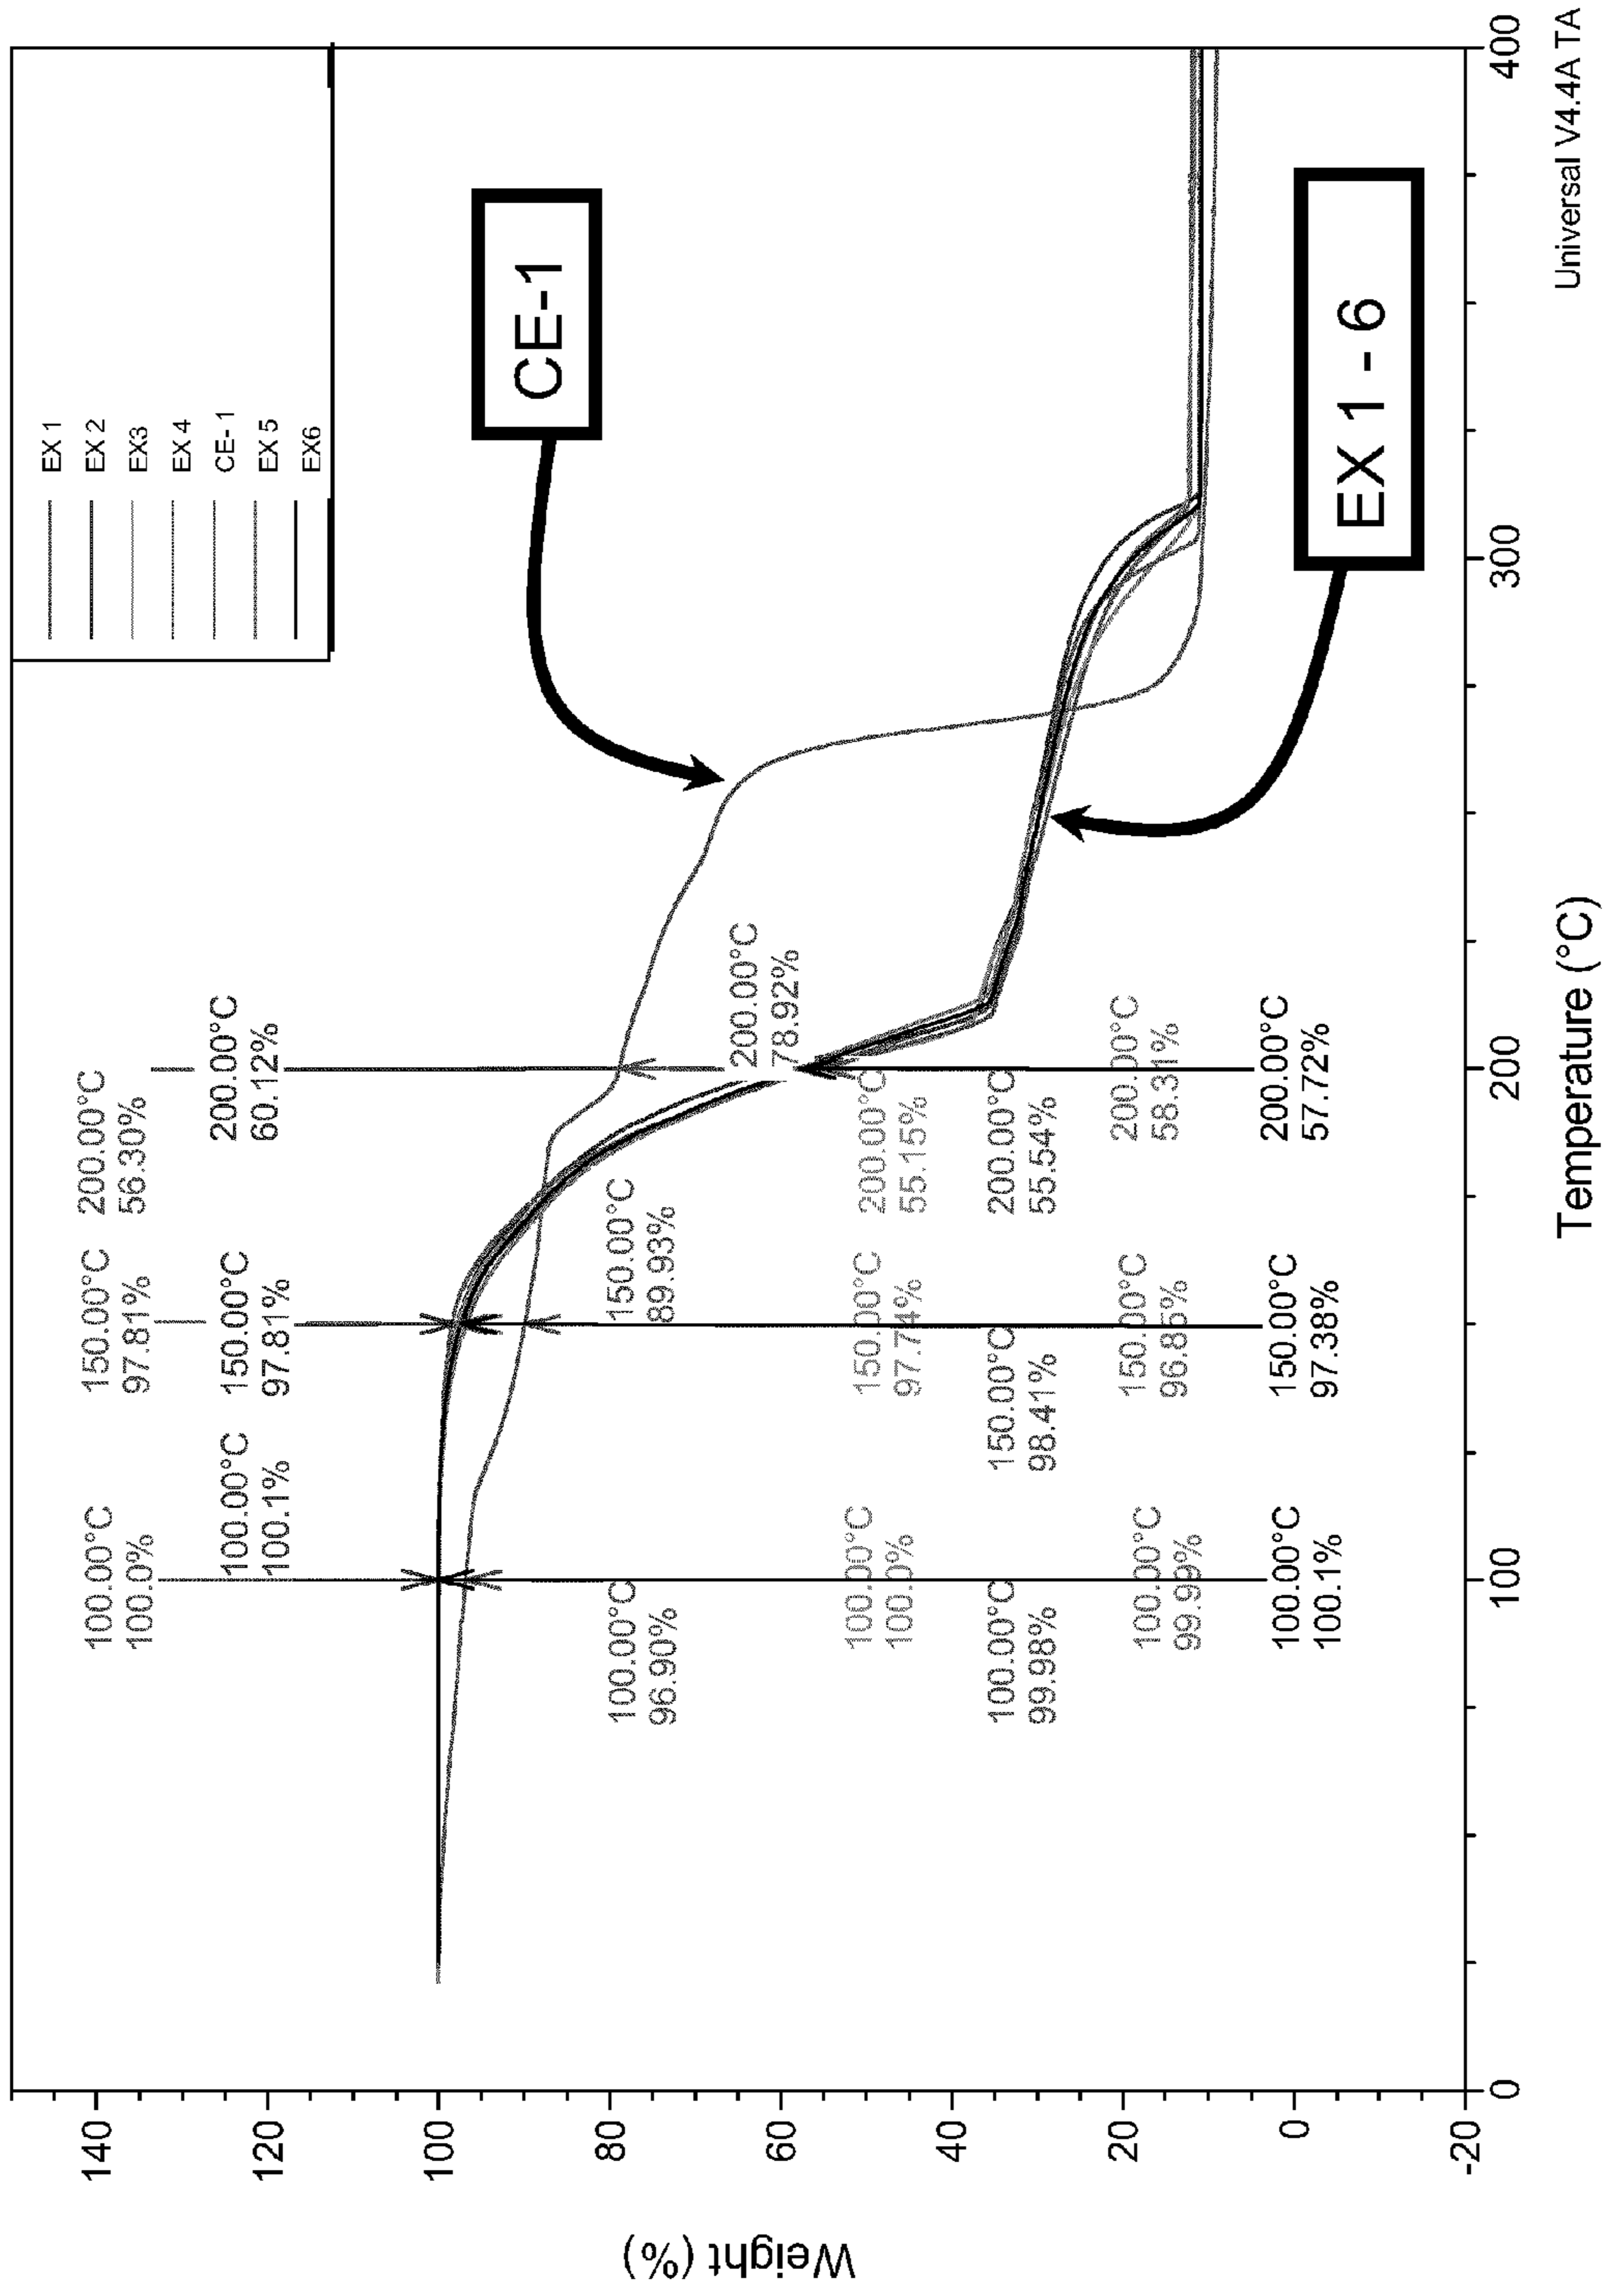 EX 1
EX 2
EX3
EX 4
CE- 1
EX 5
EX6
CE-1
EX 1 - 6
100.00°C
100.0%
150.00°C
97.81%
200.00°C
56.30%
100.00°C
100.1%
150.00°C
97.81%
200.00°C
60.12%
100.00°C
96.90%
150.00°C
89.93%
200.00°C
78.92%
100.00°C
100.0%
150.00°C
97.74%
200.00°C
55.15%
100.00°C
99.98%
150.00°C
98.41%
200.00°C
55.54%
100.00°C
99.99%
150.00°C
96.85%
200.00°C
58.31%
100.00°C
100.1%
150.00°C
97.38%
200.00°C
57.72%
140
120
100
80
60
40
20
0
-20
Weight (%)
0
100
200
300
400
Temperature (°C)
Universal V4.4A TA